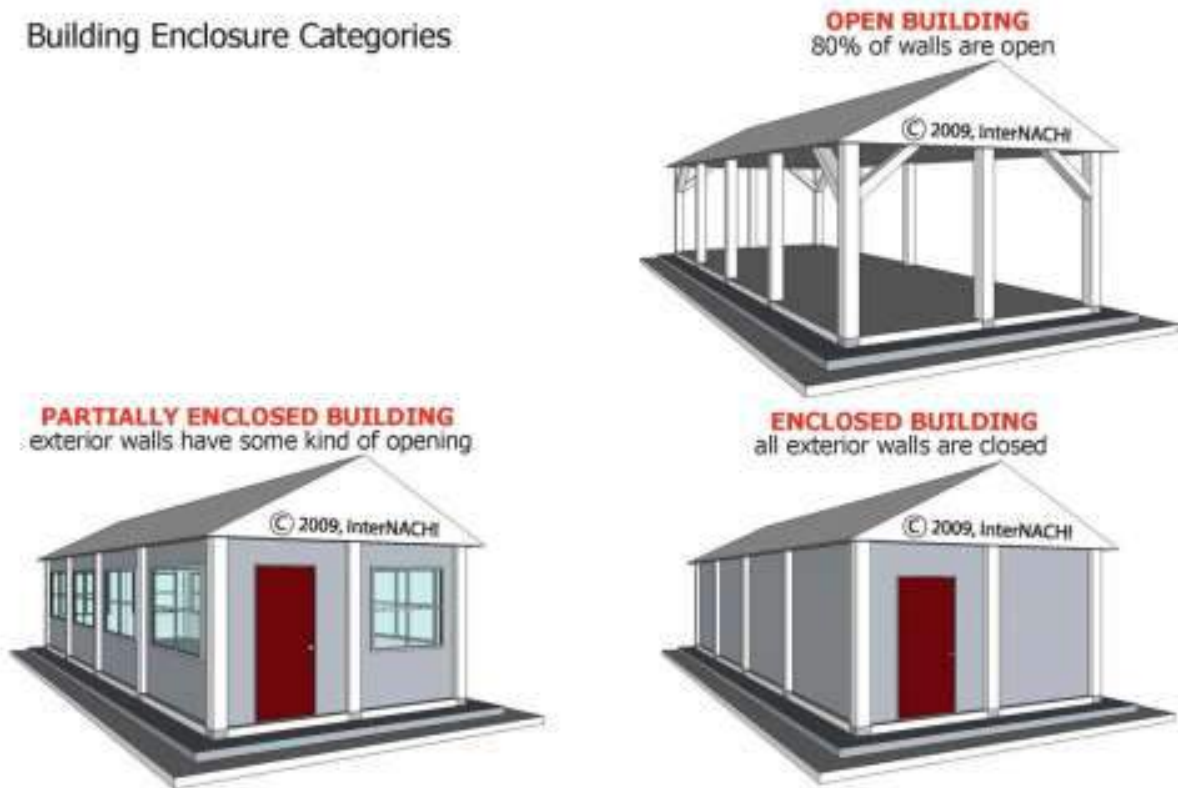 Building Enclosure Categories
OPEN BUILDING
80% of walls are open
© 2009, InterNACHI
PARTIALLY ENCLOSED BUILDING
exterior walls have some kind of opening
© 2009, InterNACHI
ENCLOSED BUILDING
all exterior walls are closed
© 2009, InterNACHI